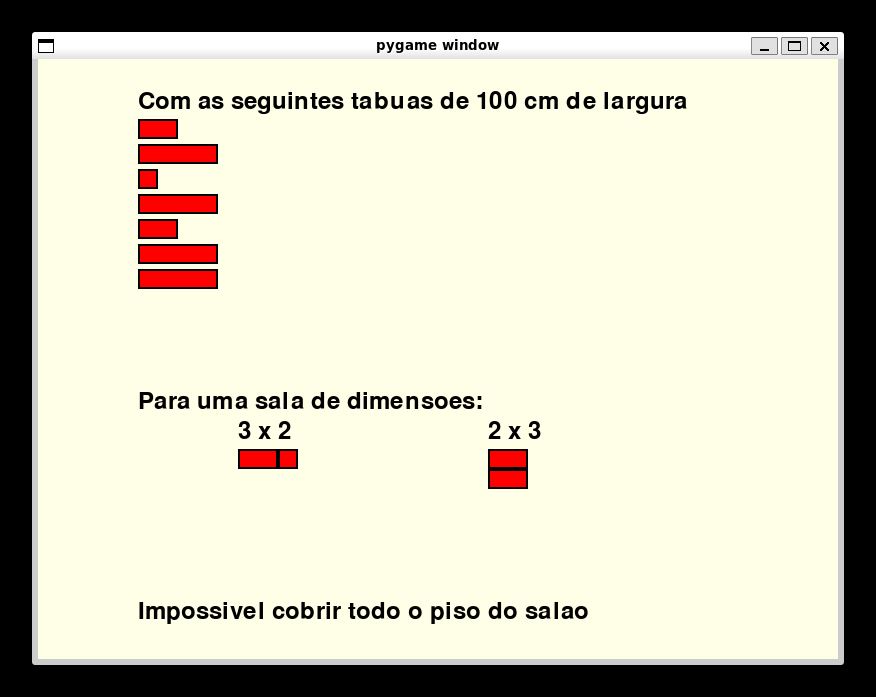 pygame window
Com as seguintes tabuas de 100 cm de largura
Para uma sala de dimensoes:
3 x 2 2 x 3
Impossivel cobrir todo o piso do salao